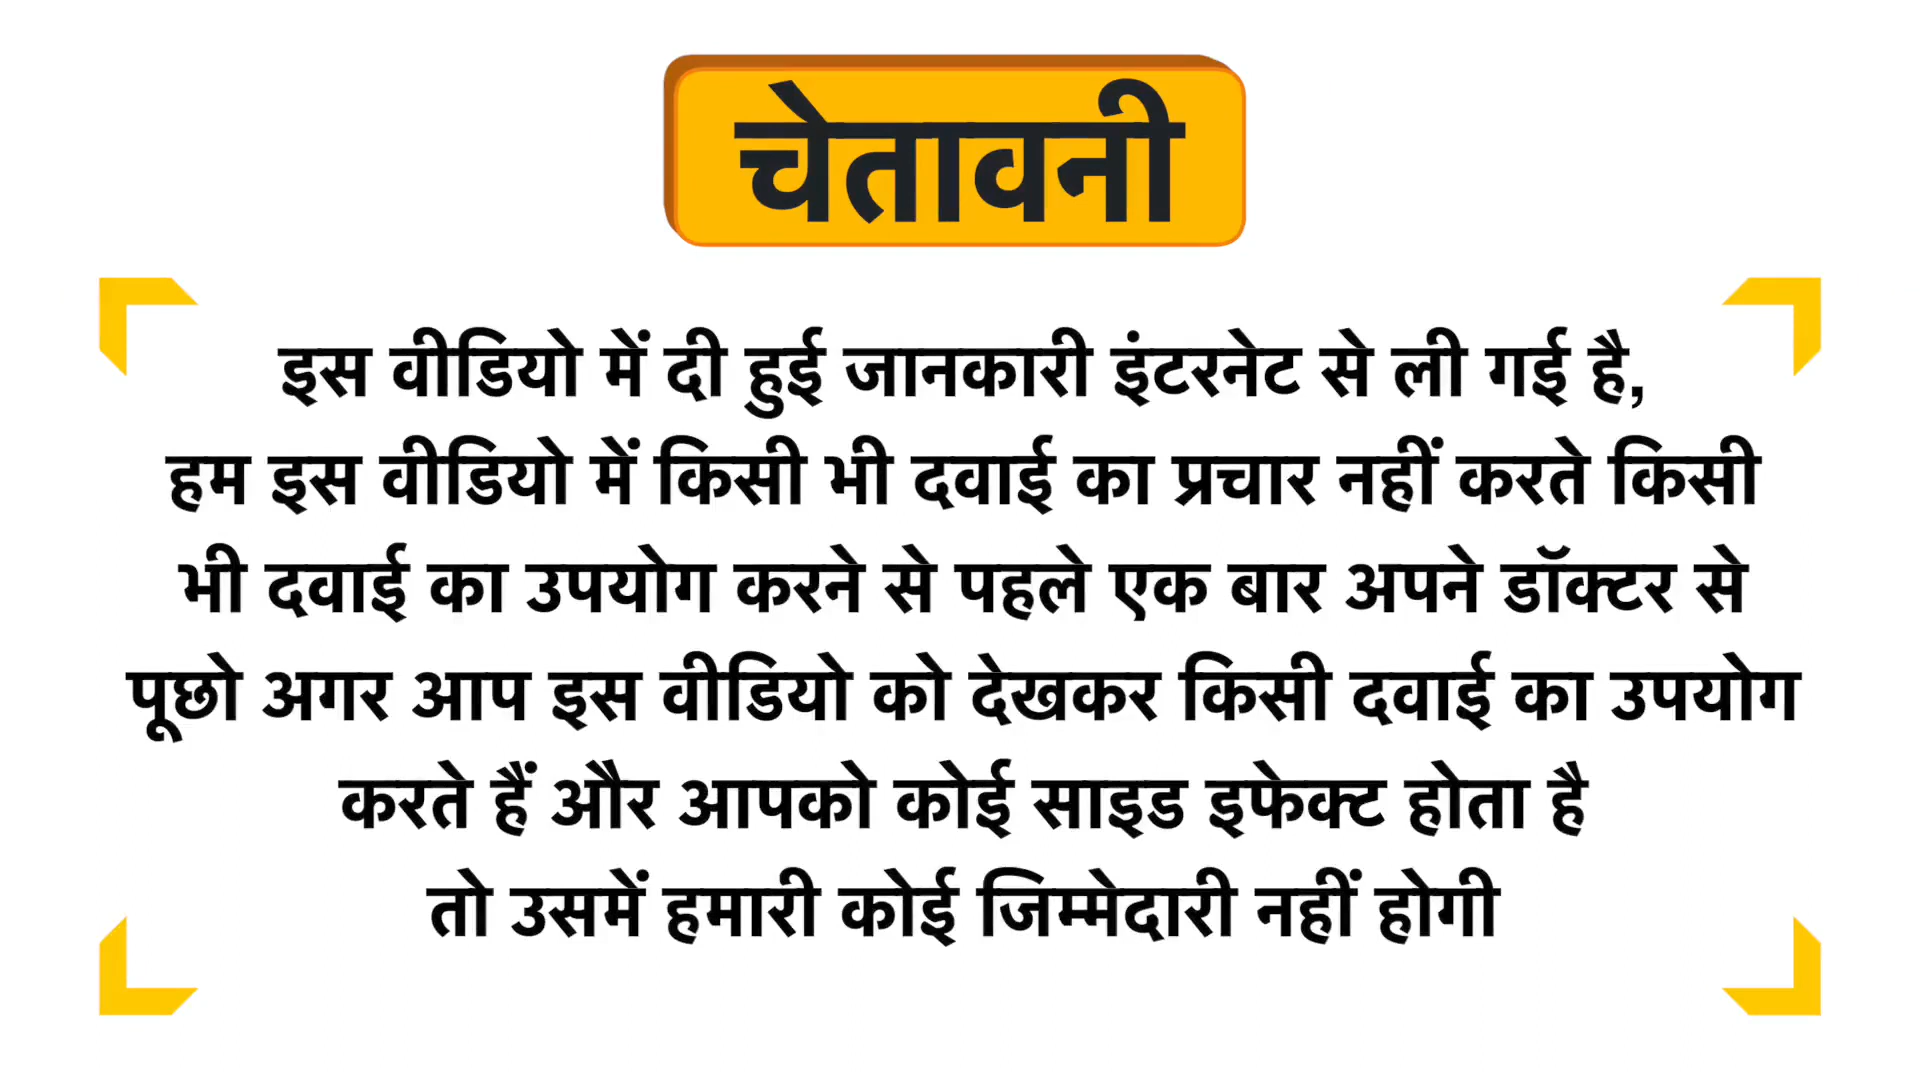 चेतावनी
इस वीडियो में दी हुई जानकारी इंटरनेट से ली गई है,
हम इस वीडियो में किसी भी दवाई का प्रचार नहीं करते किसी
भी दवाई का उपयोग करने से पहले एक बार अपने डॉक्टर से
पूछो अगर आप इस वीडियो को देखकर किसी दवाई का उपयोग
करते हैं और आपको कोई साइड इफेक्ट होता है
तो उसमें हमारी कोई जिम्मेदारी नहीं होगी